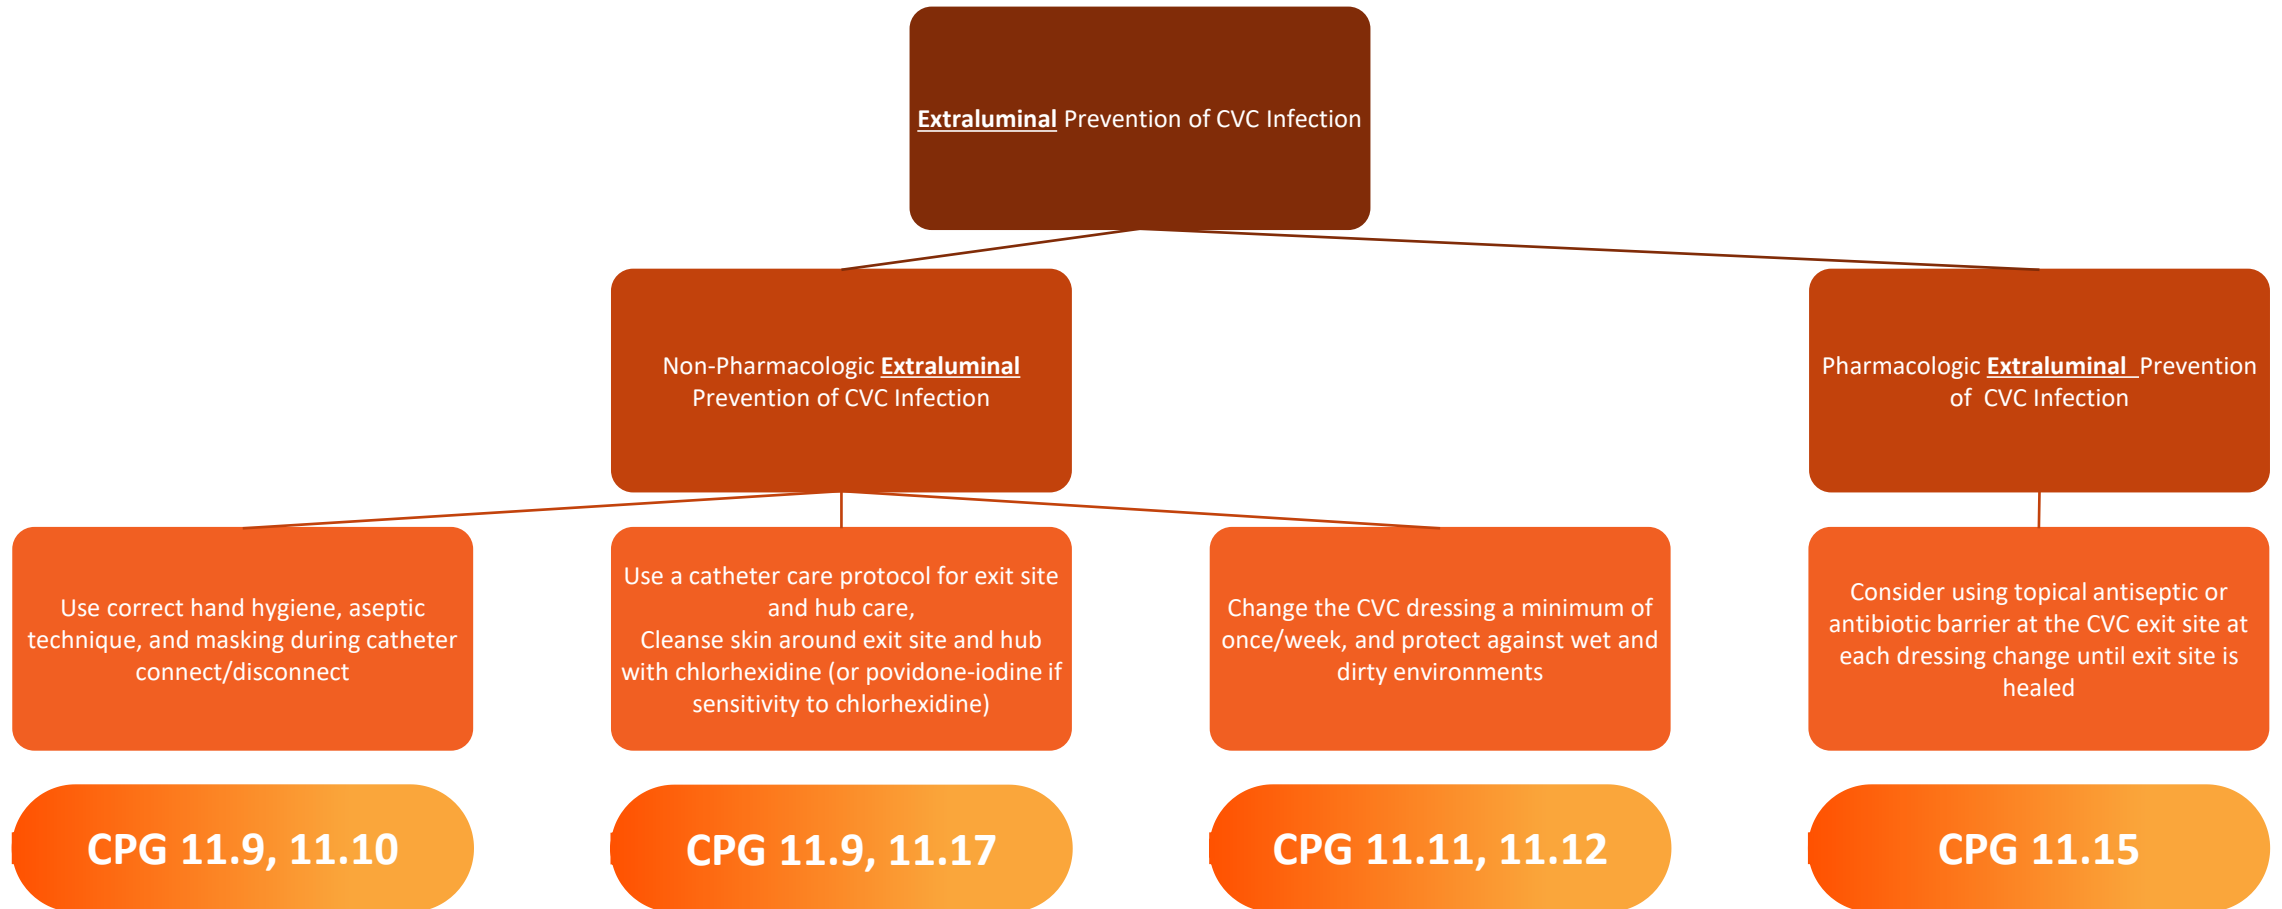 Extraluminal Prevention of CVC Infection
Non-Pharmacologic Extraluminal
Prevention of CVC Infection
Pharmacologic Extraluminal Prevention
of CVC Infection
Use correct hand hygiene, aseptic
technique, and masking during catheter
connect/disconnect
Use a catheter care protocol for exit site
and hub care,
Cleanse skin around exit site and hub
with chlorhexidine (or povidone-iodine if
sensitivity to chlorhexidine)
Change the CVC dressing a minimum of
once/week, and protect against wet and
dirty environments
Consider using topical antiseptic or
antibiotic barrier at the CVC exit site at
each dressing change until exit site is
healed
CPG 11.9, 11.10
CPG 11.9, 11.17
CPG 11.11, 11.12
CPG 11.15